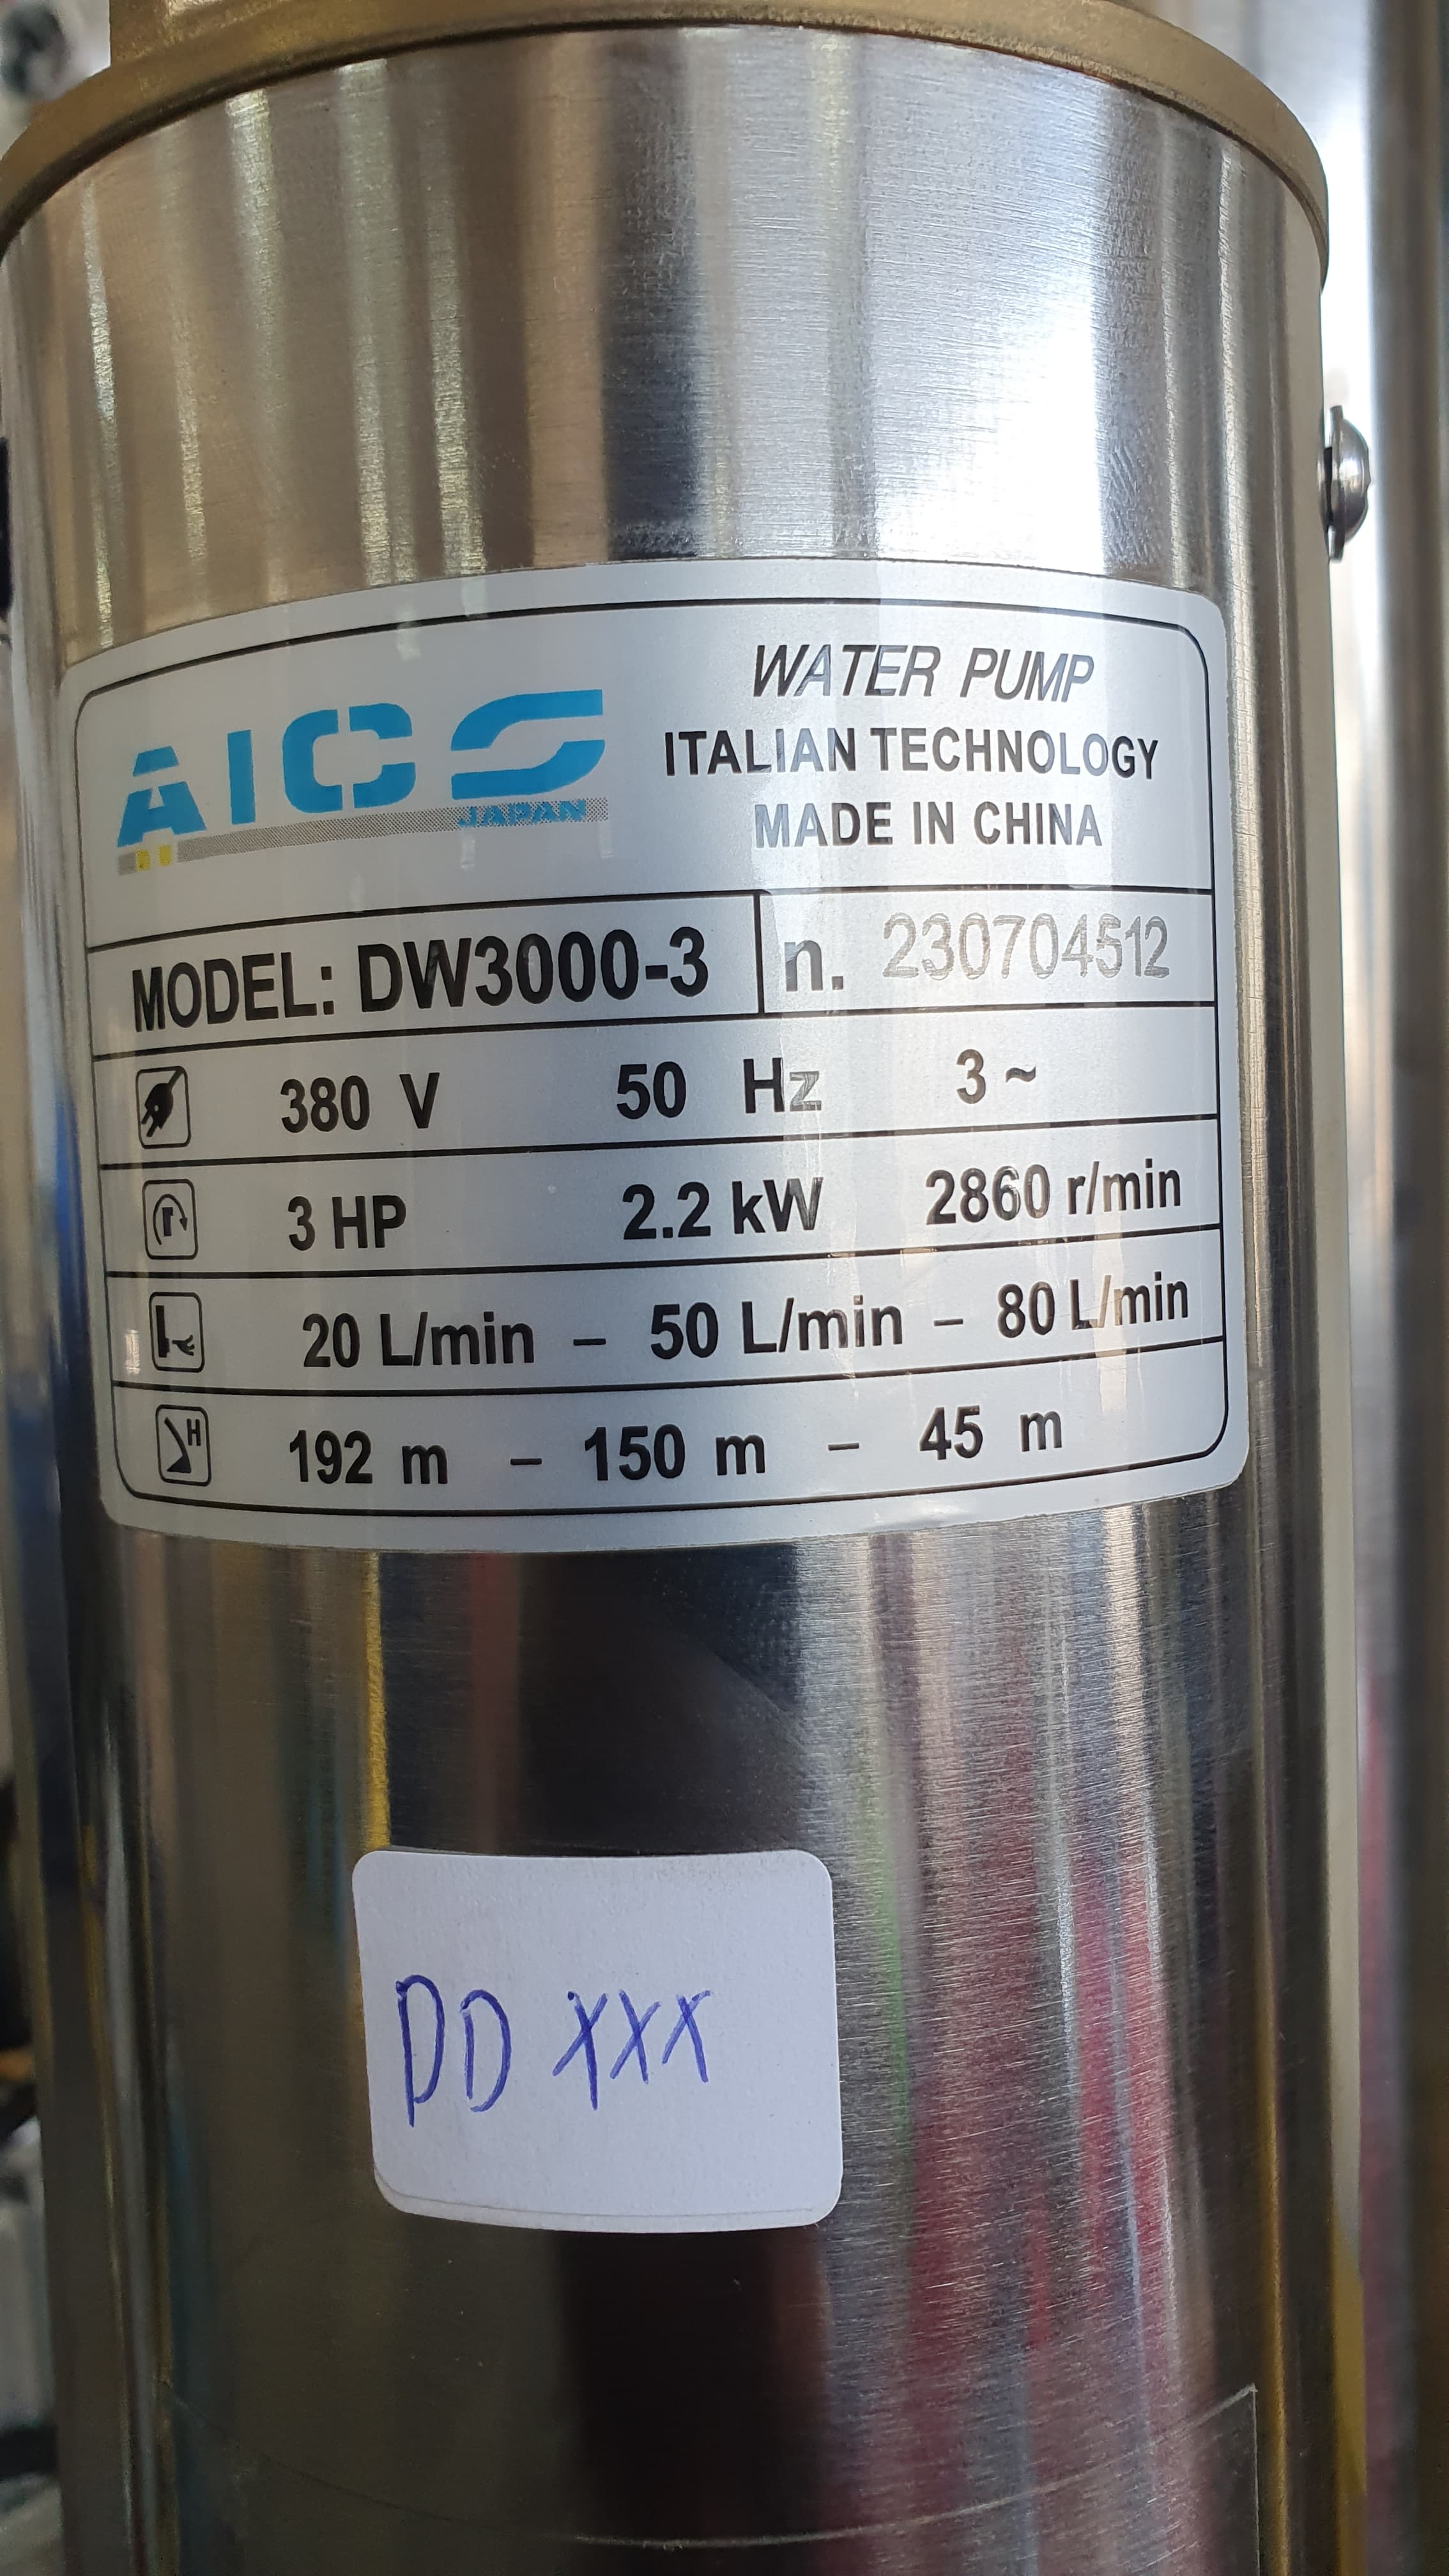 AICS
JAPAN
WATER PUMP
ITALIAN TECHNOLOGY
MADE IN CHINA
MODEL: DW3000-3 n. 230704512
380 V 50 Hz 3 ~
3 HP 2.2 kW 2860 r/min
20 L/min – 50 L/min – 80 L/min
H 192 m – 150 m – 45 m
DD XXX